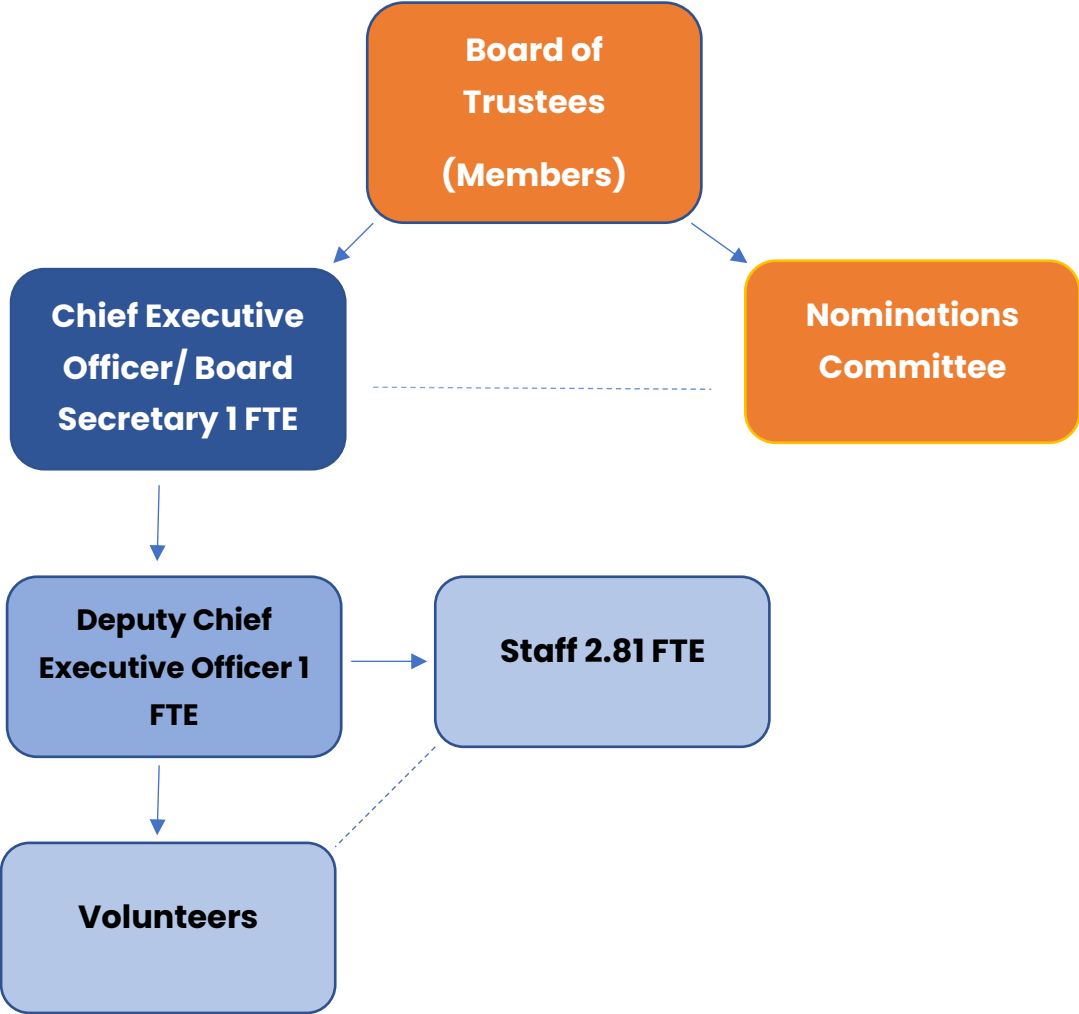 Board of
Trustees
(Members)
Chief Executive
Officer/ Board
Secretary 1 FTE
Nominations
Committee
Deputy Chief
Executive Officer 1
FTE
Staff 2.81 FTE
Volunteers